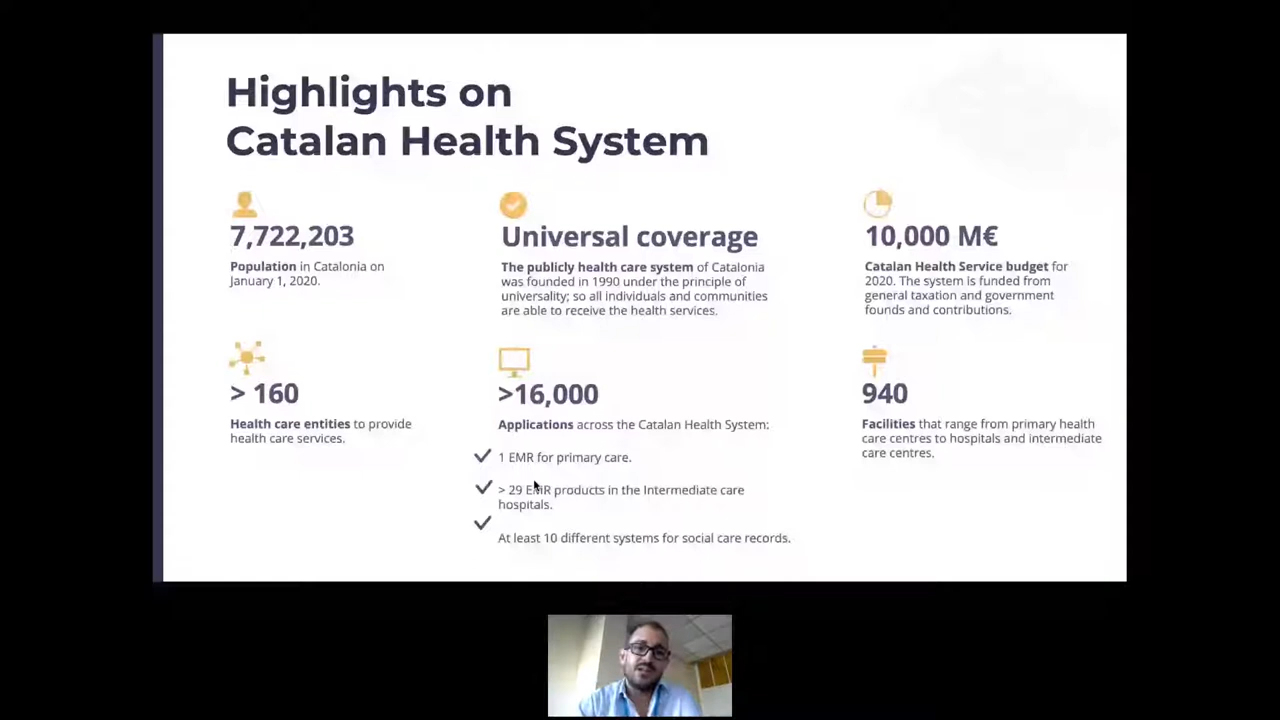 Highlights on
Catalan Health System
7,722,203
Population in Catalonia on
January 1, 2020.
Universal coverage
The publicly health care system of Catalonia
was founded in 1990 under the principle of
universality; so all individuals and communities
are able to receive the health services.
10,000 M€
Catalan Health Service budget for
2020. The system is funded from
general taxation and government
founds and contributions.
> 160
Health care entities to provide
health care services.
>16,000
Applications across the Catalan Health System:
1 EMR for primary care.
> 29 EMR products in the Intermediate care
hospitals.
At least 10 different systems for social care records.
940
Facilities that range from primary health
care centres to hospitals and intermediate
care centres.